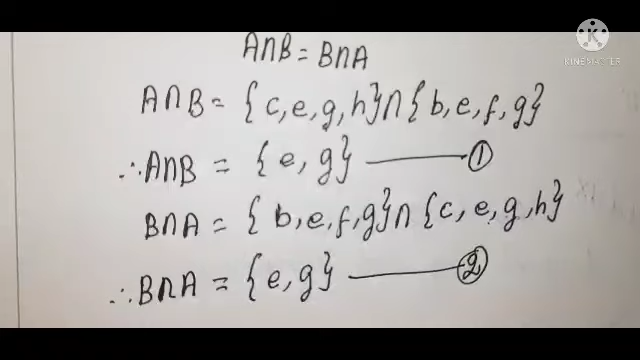 A∩B = B∩A
A∩B = {c, e, g, h} ∩ {b, e, f, g}
∴ A∩B = {e, g} ——— ①
B∩A = {b, e, f, g} ∩ {c, e, g, h}
∴ B∩A = {e, g} ——— ②